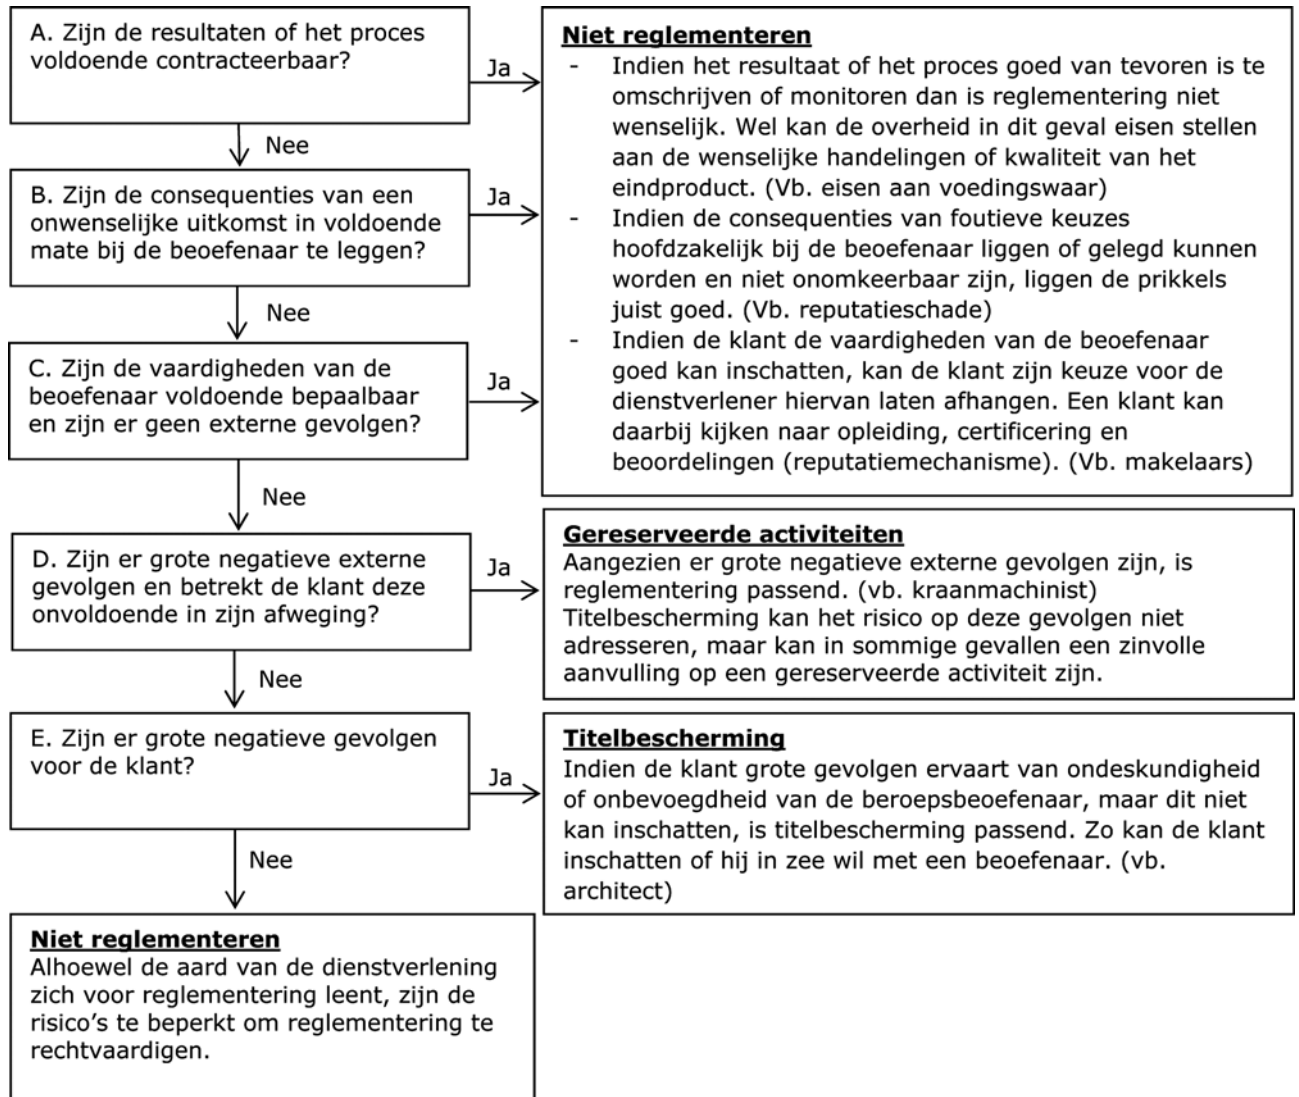 A. Zijn de resultaten of het proces
voldoende contracteerbaar?
Ja
Nee
Niet reglementeren
- Indien het resultaat of het proces goed van tevoren is te
omschrijven of monitoren dan is reglementering niet
wenselijk. Wel kan de overheid in dit geval eisen stellen
aan de wenselijke handelingen of kwaliteit van het
eindproduct. (Vb. eisen aan voedingswaar)
- Indien de consequenties van foutieve keuzes
hoofdzakelijk bij de beoefenaar liggen of gelegd kunnen
worden en niet onomkeerbaar zijn, liggen de prikkels
juist goed. (Vb. reputatieschade)
- Indien de klant de vaardigheden van de beoefenaar
goed kan inschatten, kan de klant zijn keuze voor de
dienstverlener hiervan laten afhangen. Een klant kan
daarbij kijken naar opleiding, certificering en
beoordelingen (reputatiemechanisme). (Vb. makelaars)
B. Zijn de consequenties van een
onwenselijke uitkomst in voldoende
mate bij de beoefenaar te leggen?
Ja
Nee
C. Zijn de vaardigheden van de
beoefenaar voldoende bepaalbaar
en zijn er geen externe gevolgen?
Ja
Nee
D. Zijn er grote negatieve externe
gevolgen en betrekt de klant deze
onvoldoende in zijn afweging?
Ja
Nee
Gereserveerde activiteiten
Aangezien er grote negatieve externe gevolgen zijn, is
reglementering passend. (vb. kraanmachinist)
Titelbescherming kan het risico op deze gevolgen niet
adresseren, maar kan in sommige gevallen een zinvolle
aanvulling op een gereserveerde activiteit zijn.
E. Zijn er grote negatieve gevolgen
voor de klant?
Ja
Nee
Titelbescherming
Indien de klant grote gevolgen ervaart van ondeskundigheid
of onbevoegdheid van de beroepsbeoefenaar, maar dit niet
kan inschatten, is titelbescherming passend. Zo kan de klant
inschatten of hij in zee wil met een beoefenaar. (vb.
architect)
Niet reglementeren
Alhoewel de aard van de dienstverlening
zich voor reglementering leent, zijn de
risico's te beperkt om reglementering te
rechtvaardigen.